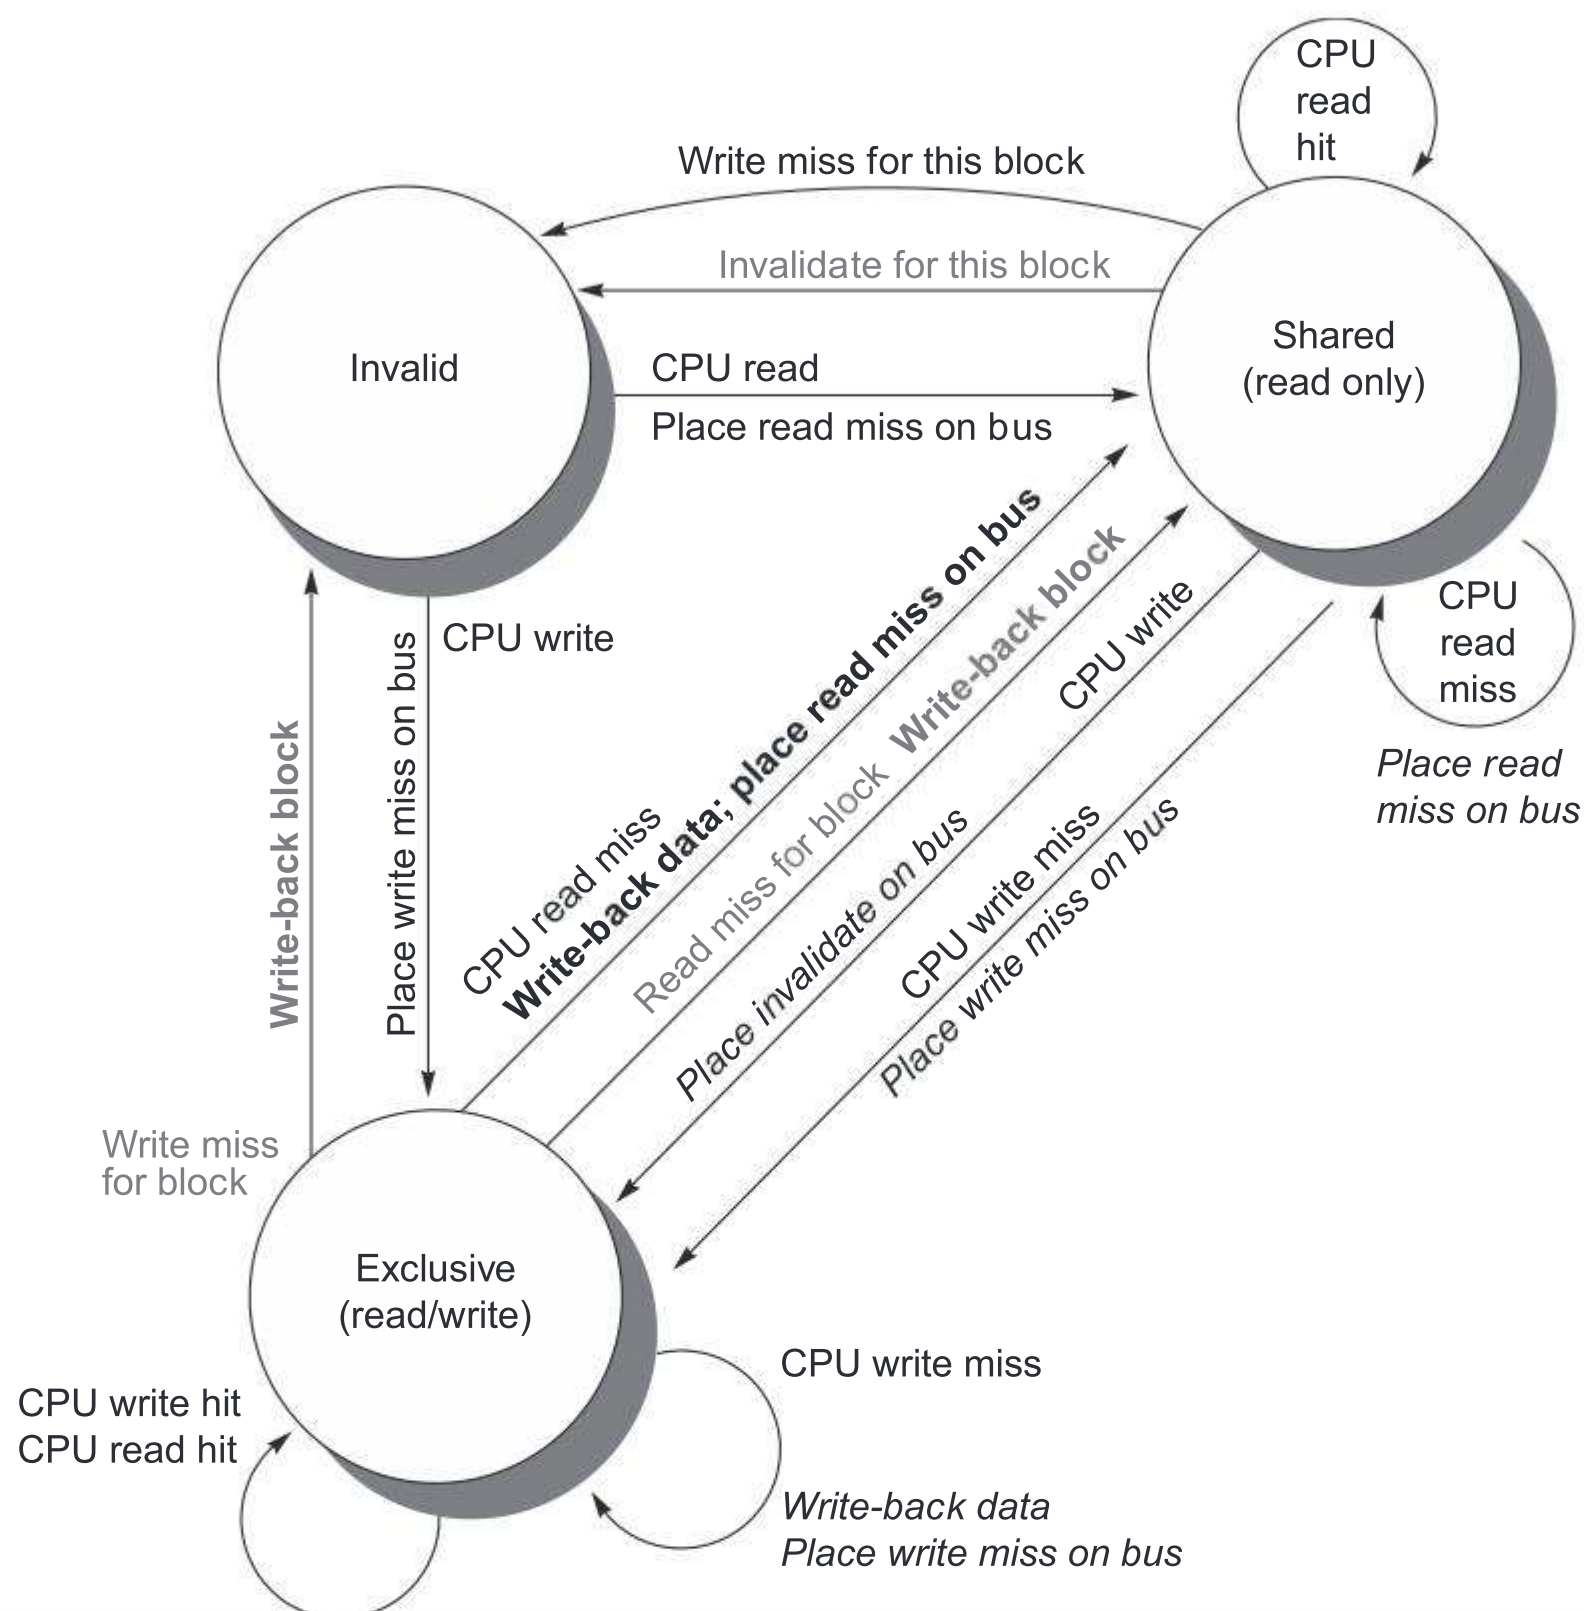 CPU
read
hit
Write miss for this block
Invalidate for this block
Invalid
CPU read
Place read miss on bus
Shared
(read only)
CPU
read
miss
Place read
miss on bus
CPU write
Place write miss on bus
Write-back block
Write miss
for block
CPU read miss
Write-back data; place read miss on bus
Read miss for block Write-back block
CPU write
Place invalidate on bus
CPU write miss
Place write miss on bus
Exclusive
(read/write)
CPU write hit
CPU read hit
CPU write miss
Write-back data
Place write miss on bus